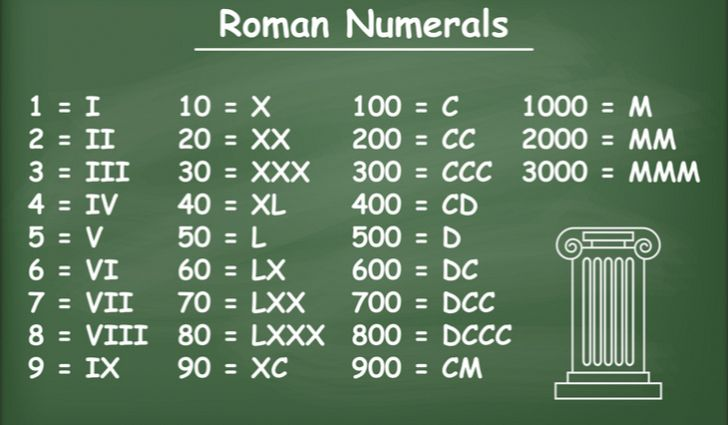 Roman Numerals
1 = I 10 = X 100 = C 1000 = M
2 = II 20 = XX 200 = CC 2000 = MM
3 = III 30 = XXX 300 = CCC 3000 = MMM
4 = IV 40 = XL 400 = CD
5 = V 50 = L 500 = D
6 = VI 60 = LX 600 = DC
7 = VII 70 = LXX 700 = DCC
8 = VIII 80 = LXXX 800 = DCCC
9 = IX 90 = XC 900 = CM